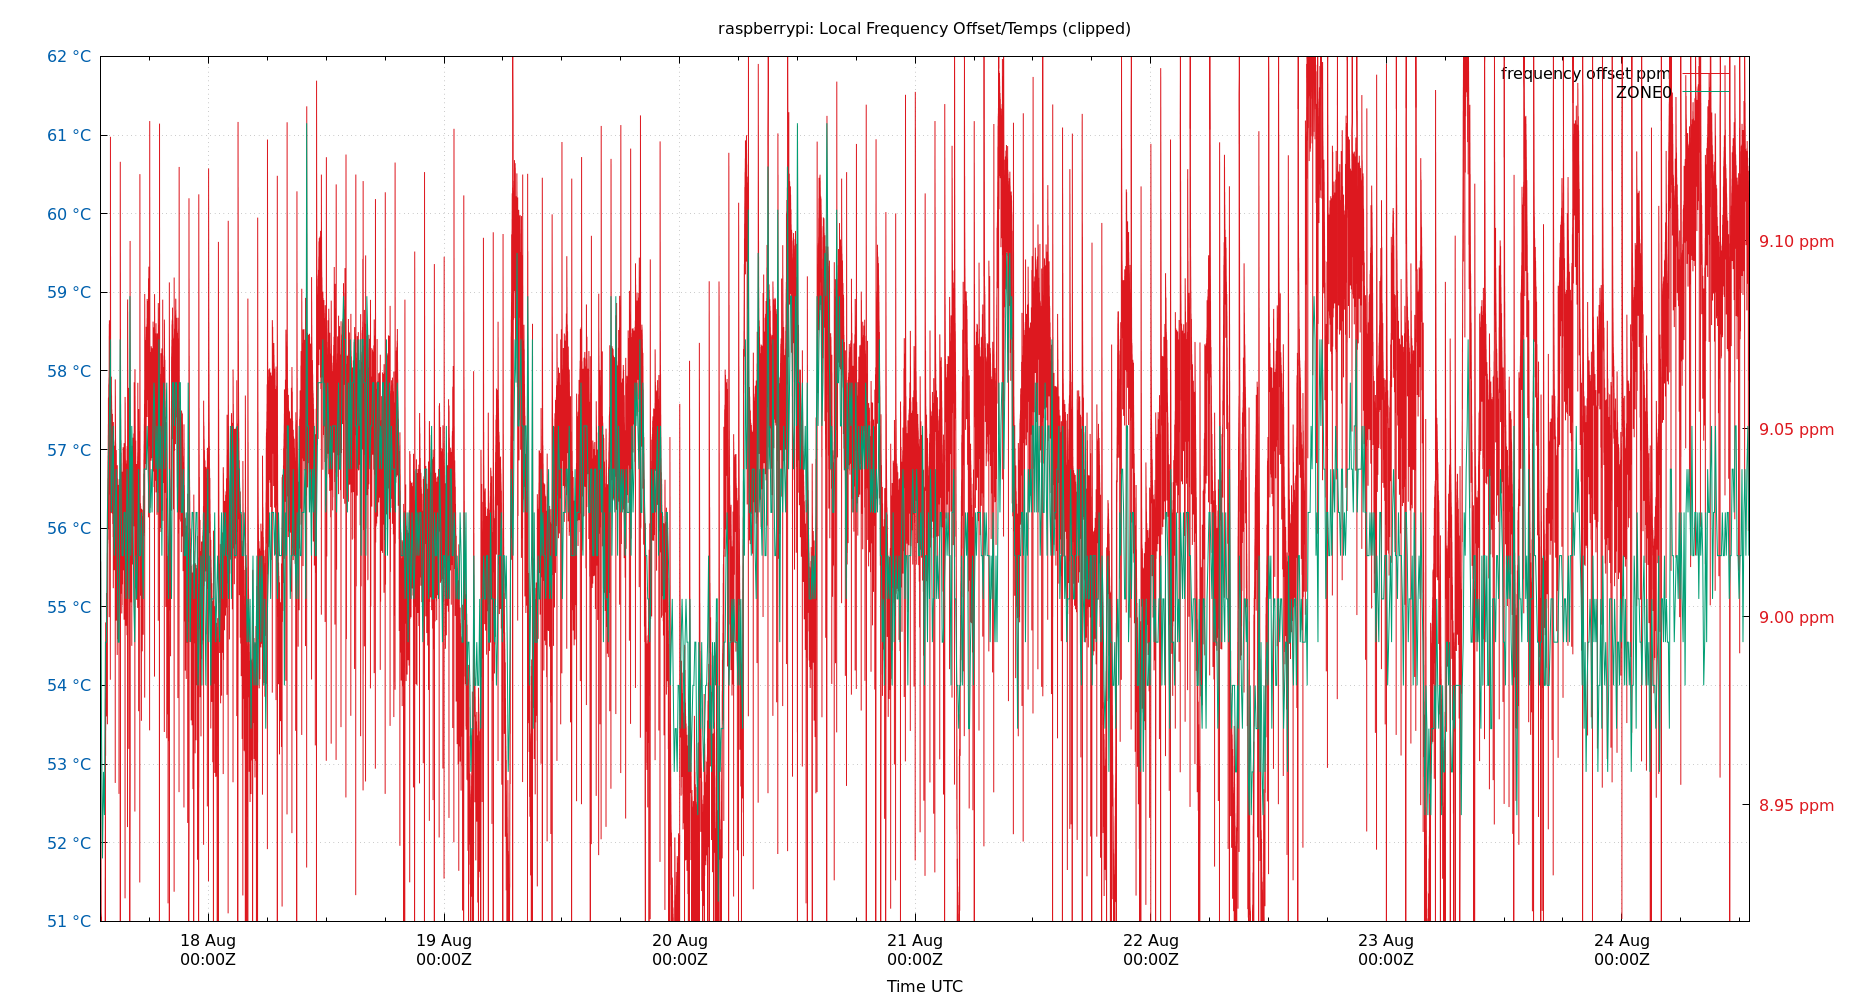 raspberrypi: Local Frequency Offset/Temps (clipped)
62 °C
61 °C
60 °C
59 °C
58 °C
57 °C
56 °C
55 °C
54 °C
53 °C
52 °C
51 °C
frequency offset ppm
ZONE0
9.10 ppm
9.05 ppm
9.00 ppm
8.95 ppm
18 Aug
00:00Z
19 Aug
00:00Z
20 Aug
00:00Z
21 Aug
00:00Z
22 Aug
00:00Z
23 Aug
00:00Z
24 Aug
00:00Z
Time UTC